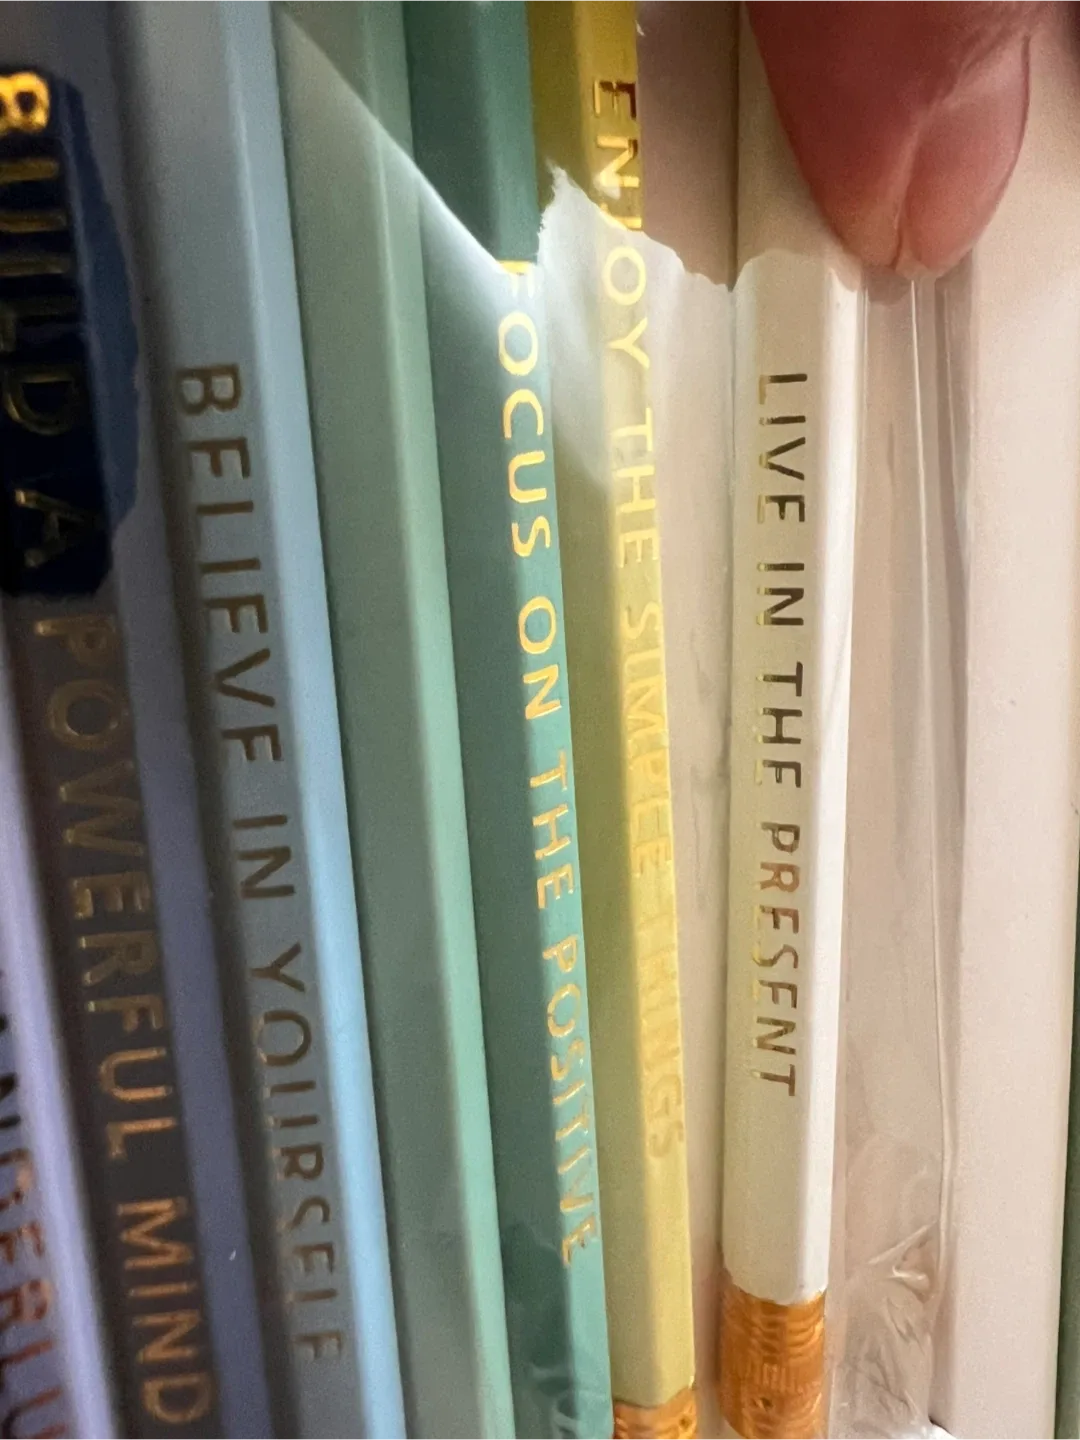 BUILD A POWERFUL MIND
BELIEVE IN YOURSELF
FOCUS ON THE POSITIVE
ENJOY THE SIMPLE THINGS
LIVE IN THE PRESENT